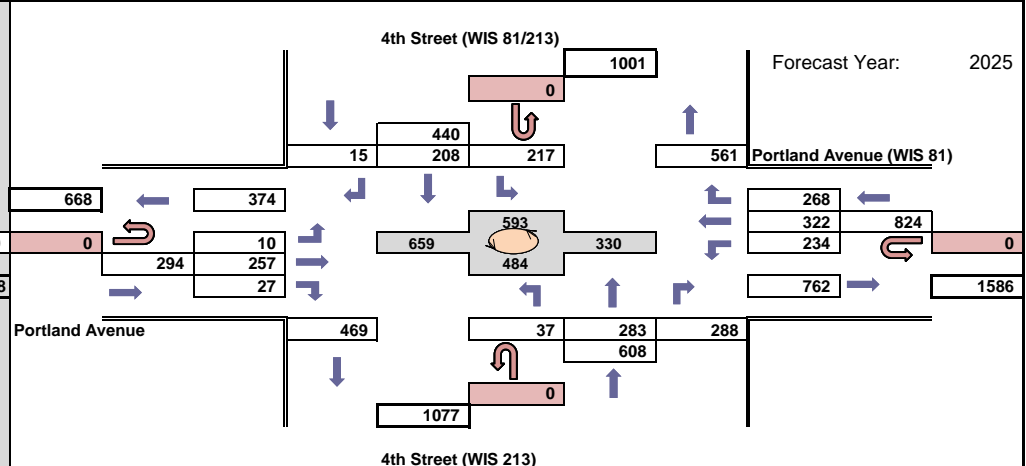 4th Street (WIS 81/213)
1001
Forecast Year: 2025
0
440
15 208 217 561 Portland Avenue (WIS 81)
668 374 268
593 322 824
0 10 659 330 234 0
294 257 484
8 27 762 1586
Portland Avenue 469 37 283 288
608
0
1077
4th Street (WIS 213)